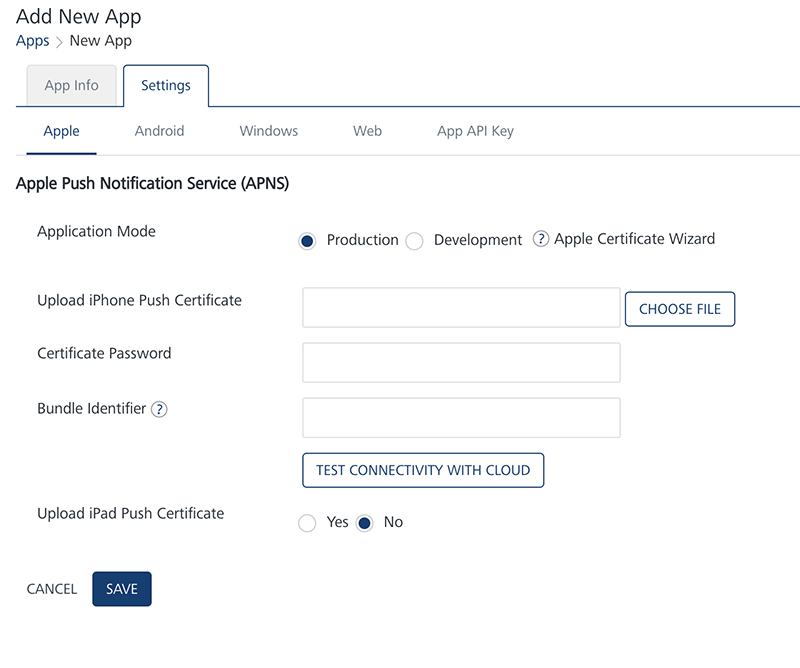 Add New App
Apps > New App
App Info Settings
Apple Android Windows Web App API Key
Apple Push Notification Service (APNS)
Application Mode Production Development ? Apple Certificate Wizard
Upload iPhone Push Certificate CHOOSE FILE
Certificate Password
Bundle Identifier ?
TEST CONNECTIVITY WITH CLOUD
Upload iPad Push Certificate Yes No
CANCEL SAVE